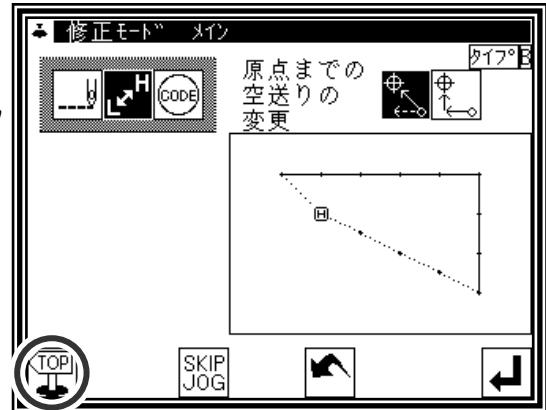 修正ﾓｰﾄﾞ ﾒｲﾝ
ﾀｲﾌﾟB
H
L
CODE
原点までの
空送りの
変更
H
TOP
SKIP
JOG